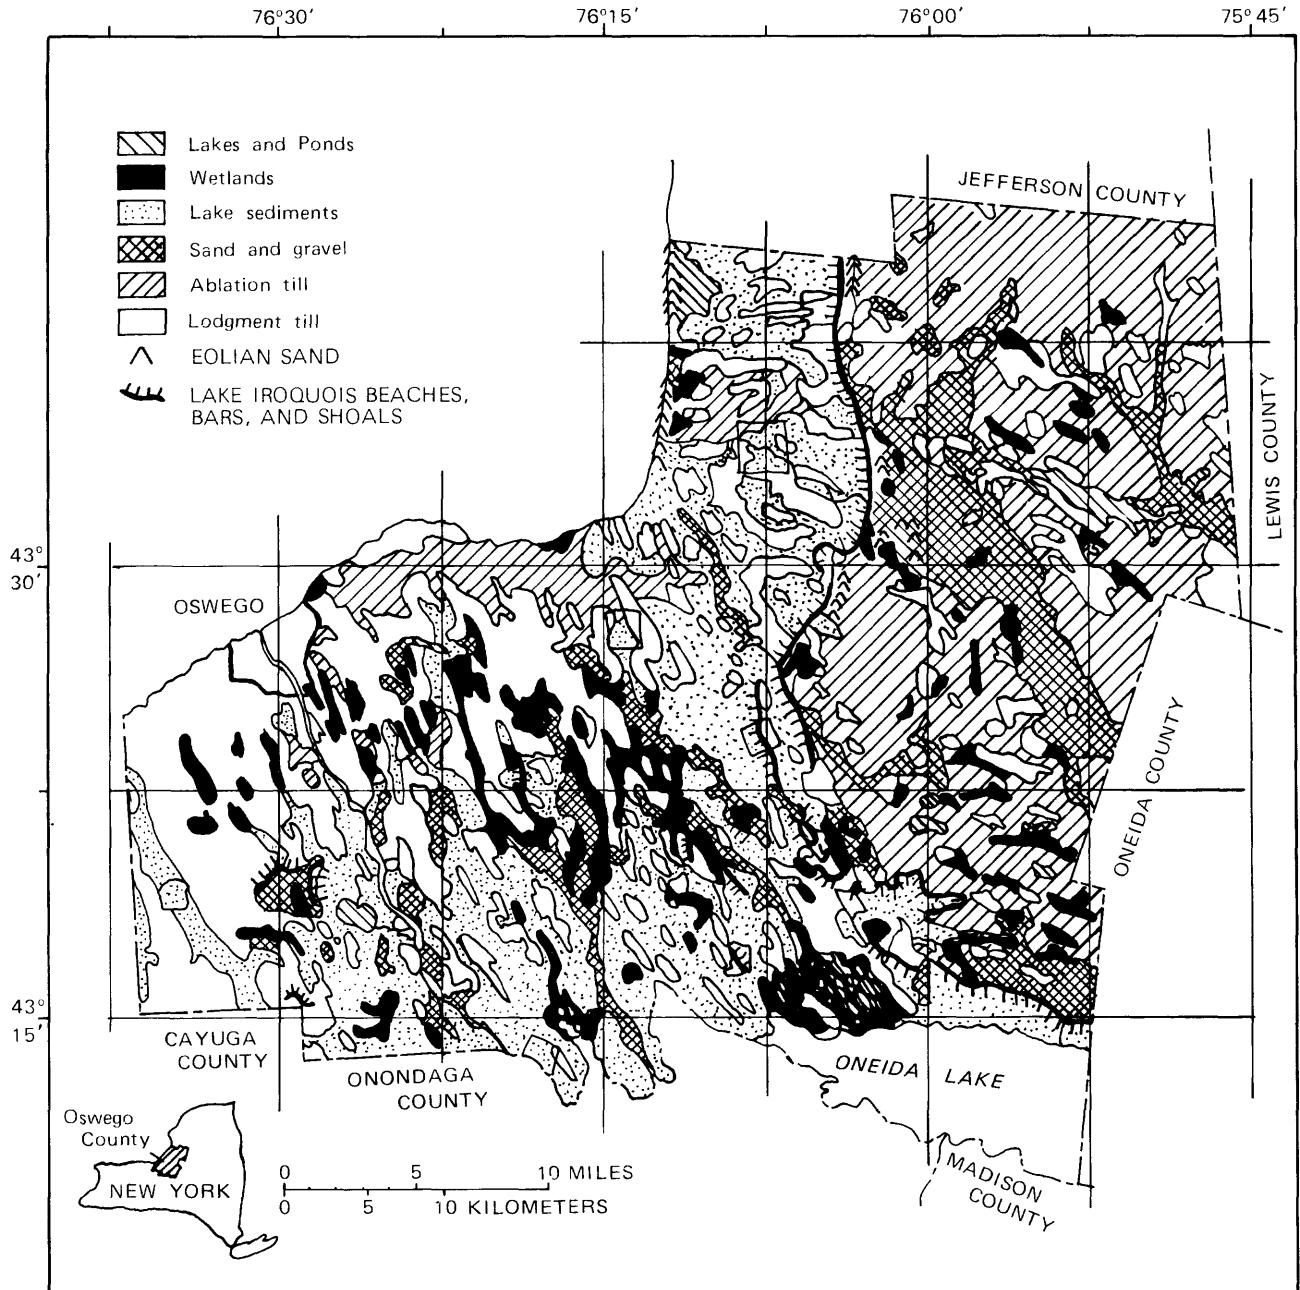 76°30′
76°15′
76°00′
75°45′
Lakes and Ponds
Wetlands
Lake sediments
Sand and gravel
Ablation till
Lodgment till
EOLIAN SAND
LAKE IROQUOIS BEACHES,
BARS, AND SHOALS
JEFFERSON COUNTY
LEWIS COUNTY
43°
30′
OSWEGO
ONEIDA COUNTY
43°
15′
CAYUGA
COUNTY
ONONDAGA
COUNTY
ONEIDA LAKE
MADISON
COUNTY
Oswego
County
NEW YORK
0 5 10 MILES
0 5 10 KILOMETERS